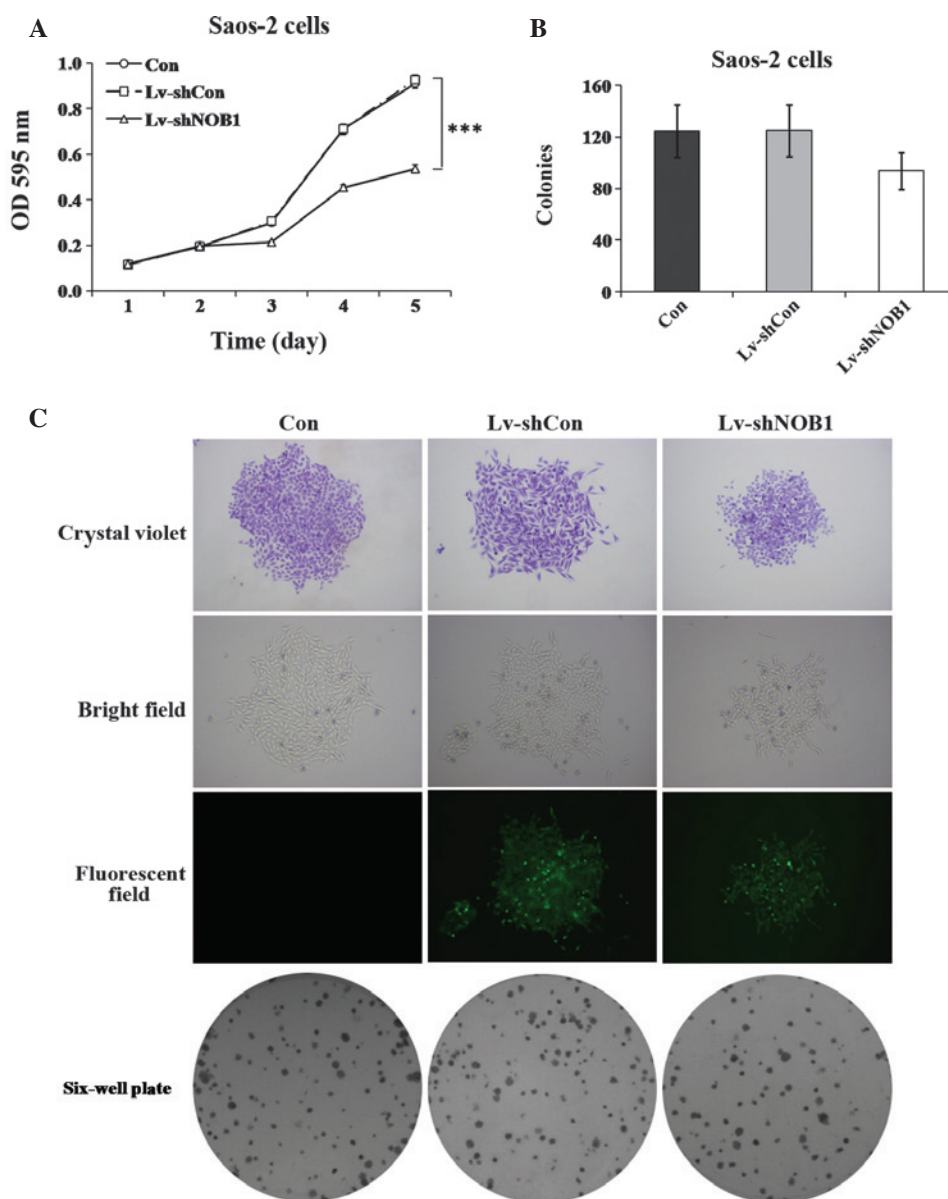 A
Saos-2 cells
1.0
0.8
0.6
0.4
0.2
0.0
OD 595 nm
Con
Lv-shCon
Lv-shNOB1
***
1 2 3 4 5
Time (day)
B
Saos-2 cells
160
120
80
40
0
Colonies
Con
Lv-shCon
Lv-shNOB1
C
Con Lv-shCon Lv-shNOB1
Crystal violet
Bright field
Fluorescent
field
Six-well plate